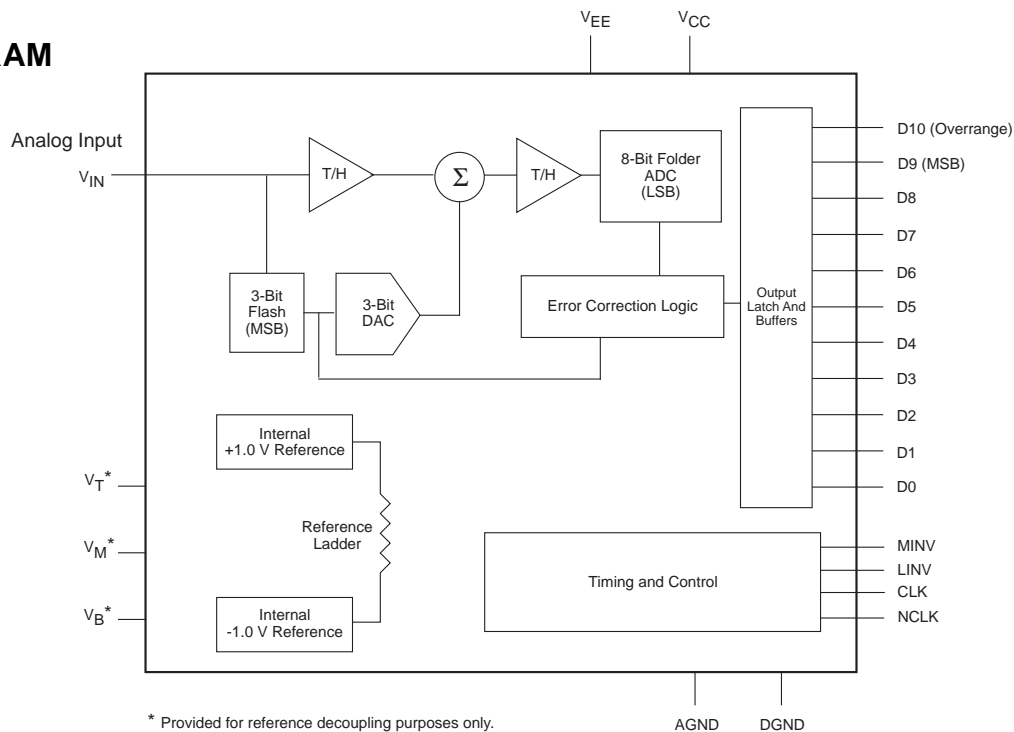 VEE
VCC
AM
Analog Input
VIN
T/H
Σ
T/H
8-Bit Folder
ADC
(LSB)
3-Bit
Flash
(MSB)
3-Bit
DAC
Error Correction Logic
Output
Latch And
Buffers
D10 (Overrange)
D9 (MSB)
D8
D7
D6
D5
D4
D3
D2
D1
D0
Internal
+1.0 V Reference
Reference
Ladder
Internal
-1.0 V Reference
VT*
VM*
VB*
Timing and Control
MINV
LINV
CLK
NCLK
AGND
DGND
* Provided for reference decoupling purposes only.